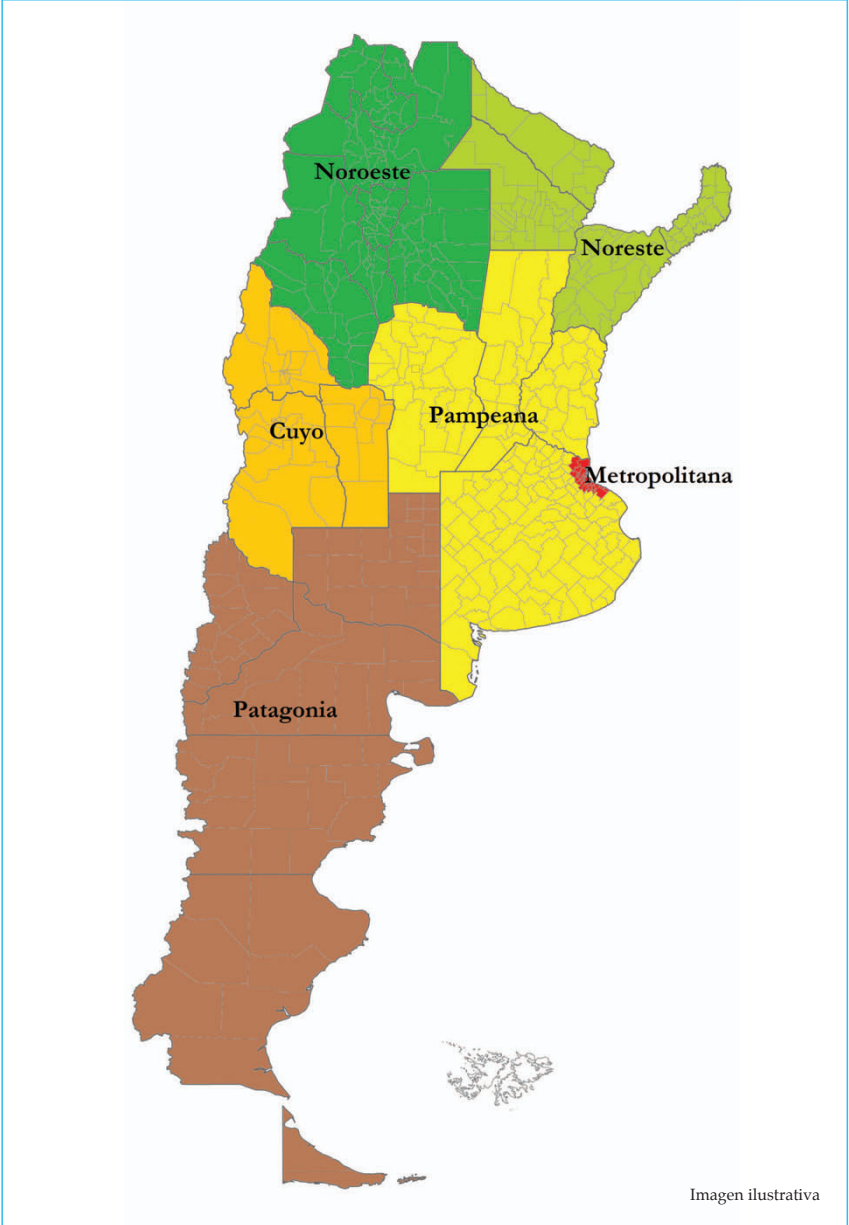 Noroeste
Noreste
Pampeana
Cuyo
Metropolitana
Patagonia
Imagen ilustrativa